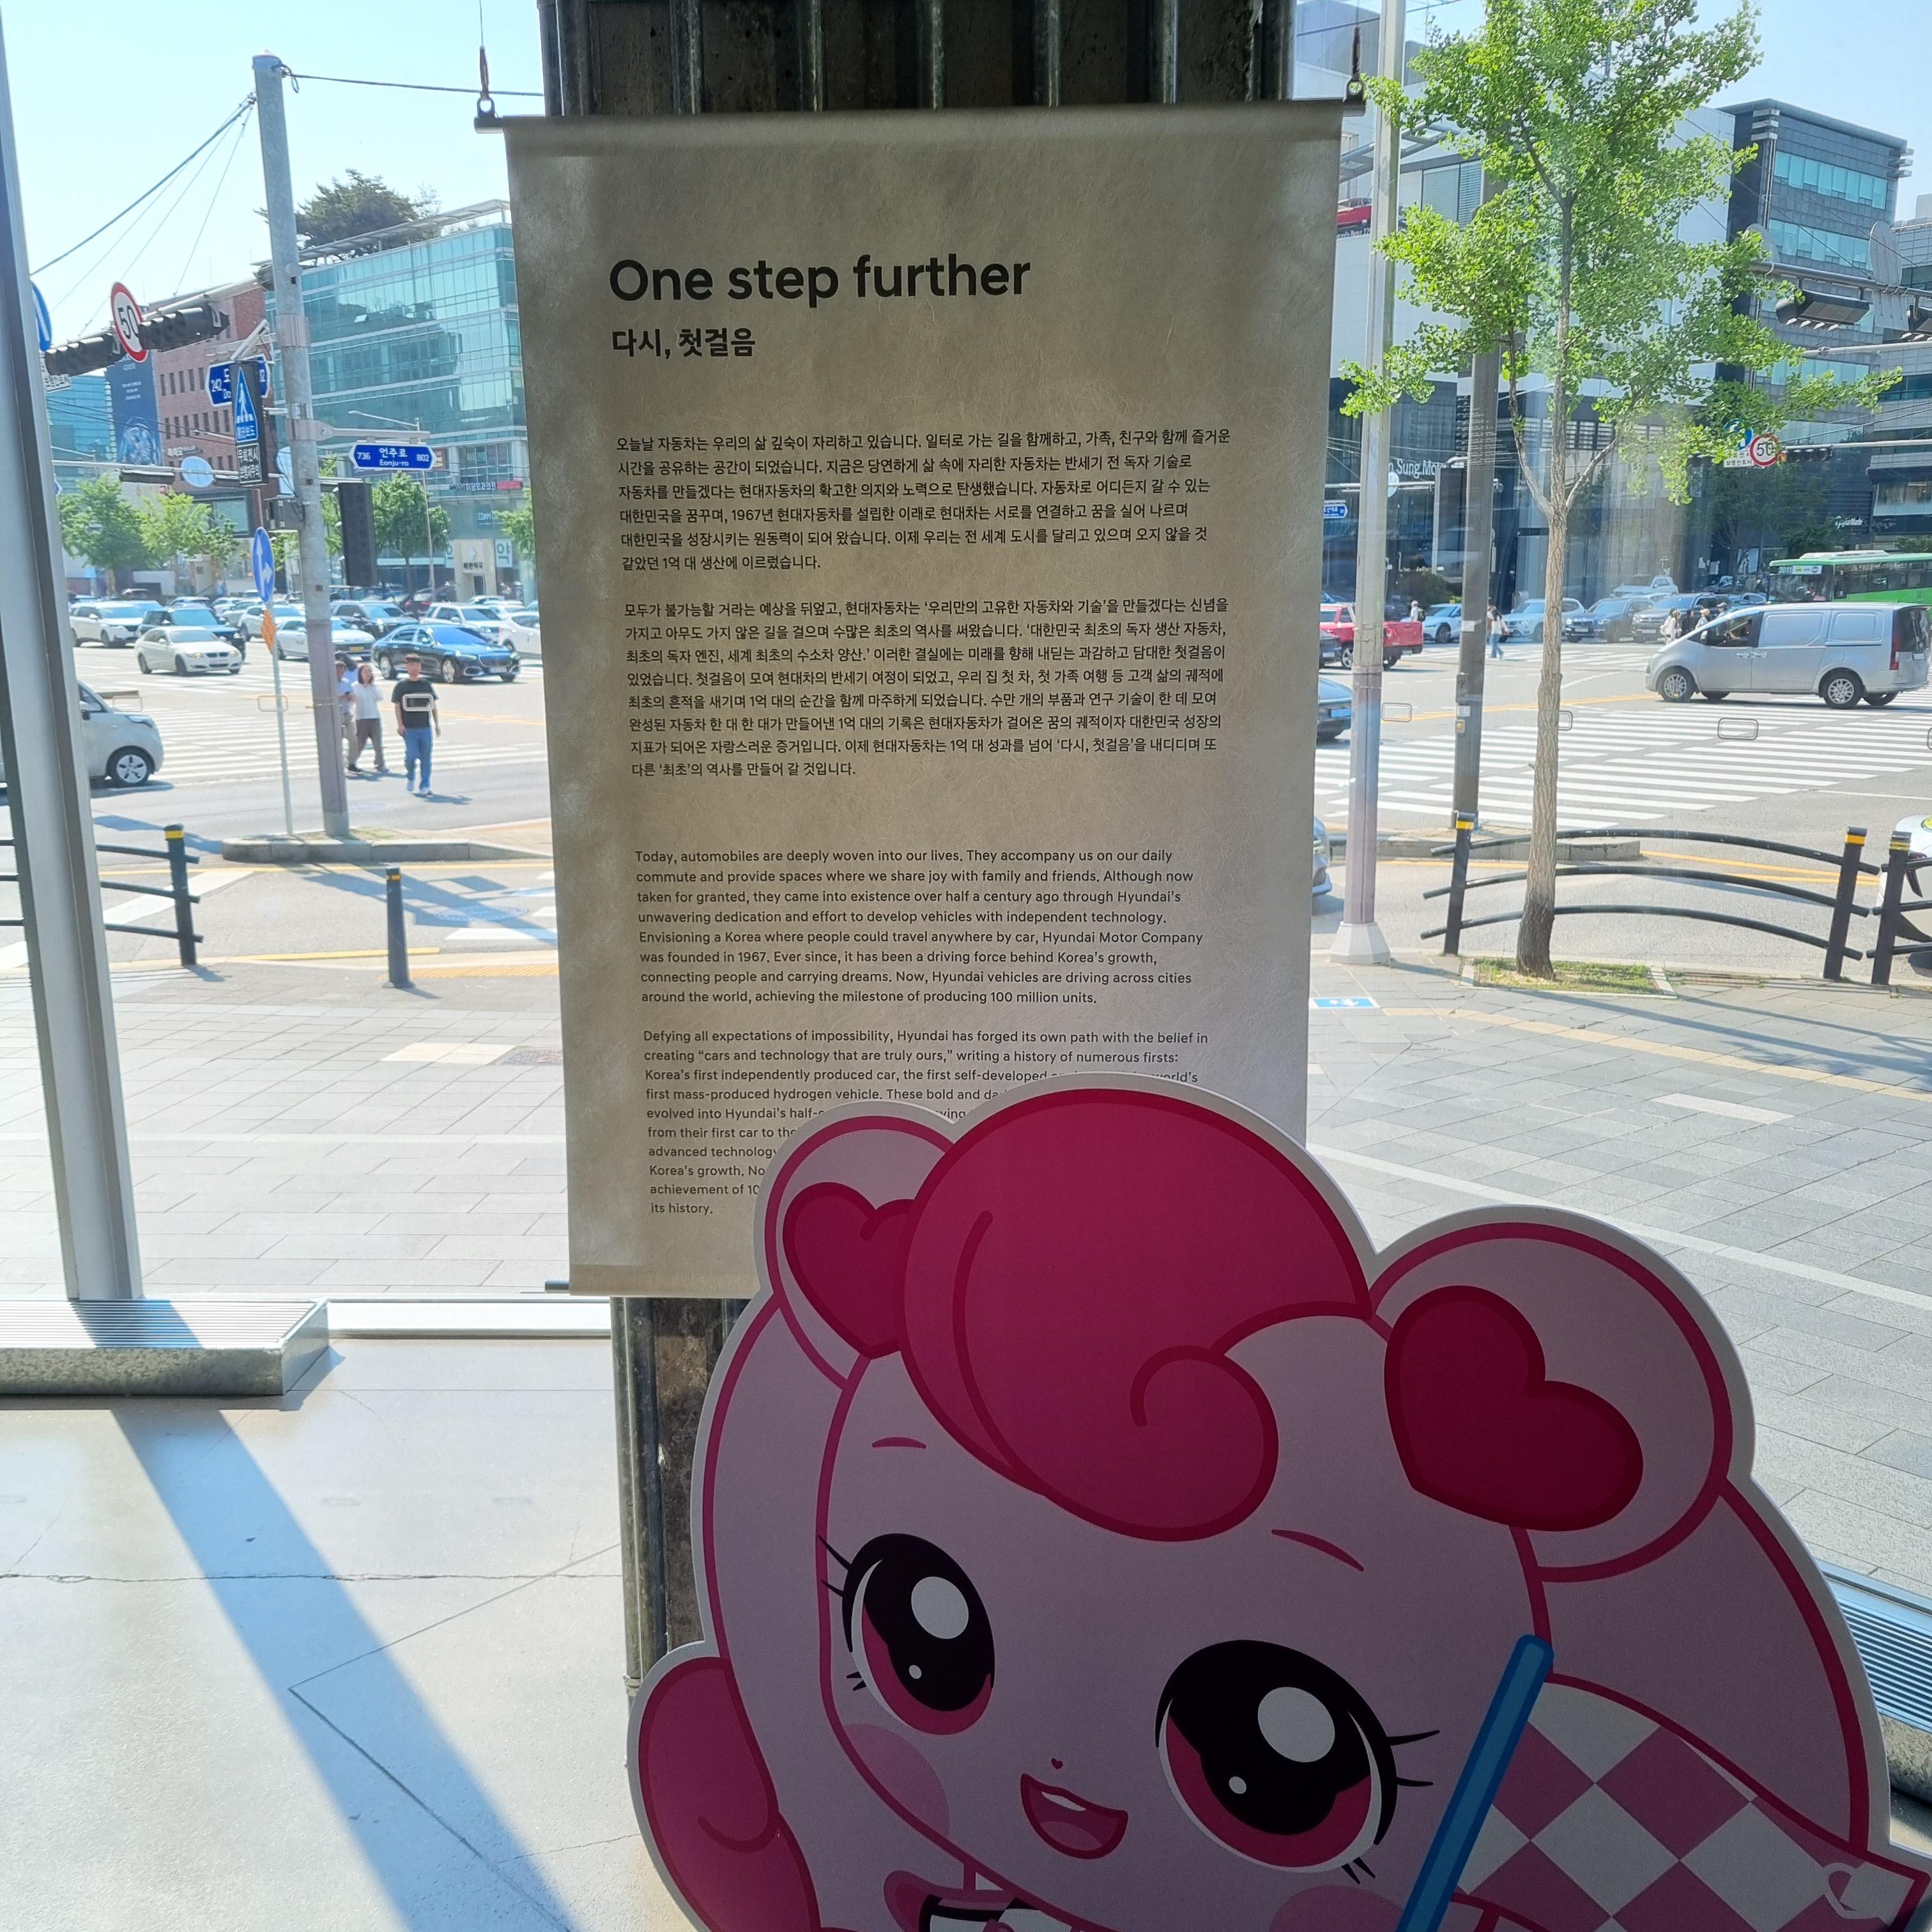 One step further
다시, 첫걸음
오늘날 자동차는 우리의 삶 깊숙이 자리하고 있습니다. 일터로 가는 길을 함께하고, 가족, 친구와 함께 즐거운
시간을 공유하는 공간이 되었습니다. 지금은 당연하게 삶 속에 자리한 자동차는 반세기 전 독자 기술로
자동차를 만들겠다는 현대자동차의 확고한 의지와 노력으로 탄생했습니다. 자동차로 어디든지 갈 수 있는
대한민국을 꿈꾸며, 1967년 현대자동차를 설립한 이래로 현대차는 서로를 연결하고 꿈을 실어 나르며
대한민국을 성장시키는 원동력이 되어 왔습니다. 이제 우리는 전 세계 도시를 달리고 있으며 오지 않을 것
같았던 1억 대 생산에 이르렀습니다.
모두가 불가능할 거라는 예상을 뒤엎고, 현대자동차는 ‘우리만의 고유한 자동차와 기술’을 만들겠다는 신념을
가지고 아무도 가지 않은 길을 걸으며 수많은 최초의 역사를 써왔습니다. ‘대한민국 최초의 독자 생산 자동차,
최초의 독자 엔진, 세계 최초의 수소차 양산.’ 이러한 결실에는 미래를 향해 내딛는 과감하고 담대한 첫걸음이
있었습니다. 첫걸음이 모여 현대차의 반세기 여정이 되었고, 우리 집 첫 차, 첫 가족 여행 등 고객 삶의 궤적에
최초의 흔적을 새기며 1억 대의 순간을 함께 마주하게 되었습니다. 수만 개의 부품과 연구 기술이 한 데 모여
완성된 자동차 한 대 한 대가 만들어낸 1억 대의 기록은 현대자동차가 걸어온 꿈의 궤적이자 대한민국 성장의
지표가 되어온 자랑스러운 증거입니다. 이제 현대자동차는 1억 대 성과를 넘어 ‘다시, 첫걸음’을 내디디며 또
다른 ‘최초’의 역사를 만들어 갈 것입니다.
Today, automobiles are deeply woven into our lives. They accompany us on our daily
commute and provide spaces where we share joy with family and friends. Although now
taken for granted, they came into existence over half a century ago through Hyundai’s
unwavering dedication and effort to develop vehicles with independent technology.
Envisioning a Korea where people could travel anywhere by car, Hyundai Motor Company
was founded in 1967. Ever since, it has been a driving force behind Korea’s growth,
connecting people and carrying dreams. Now, Hyundai vehicles are driving across cities
around the world, achieving the milestone of producing 100 million units.
Defying all expectations of impossibility, Hyundai has forged its own path with the belief in
creating “cars and technology that are truly ours,” writing a history of numerous firsts:
Korea’s first independently produced car, the first self-developed world’s
first mass-produced hydrogen vehicle. These bold and
evolved into Hyundai’s
from their first car to the
advanced technology
Korea’s growth.
achievement of
its history.
50
736 언주로 802
Eonju-ro
242
횡단보도
50